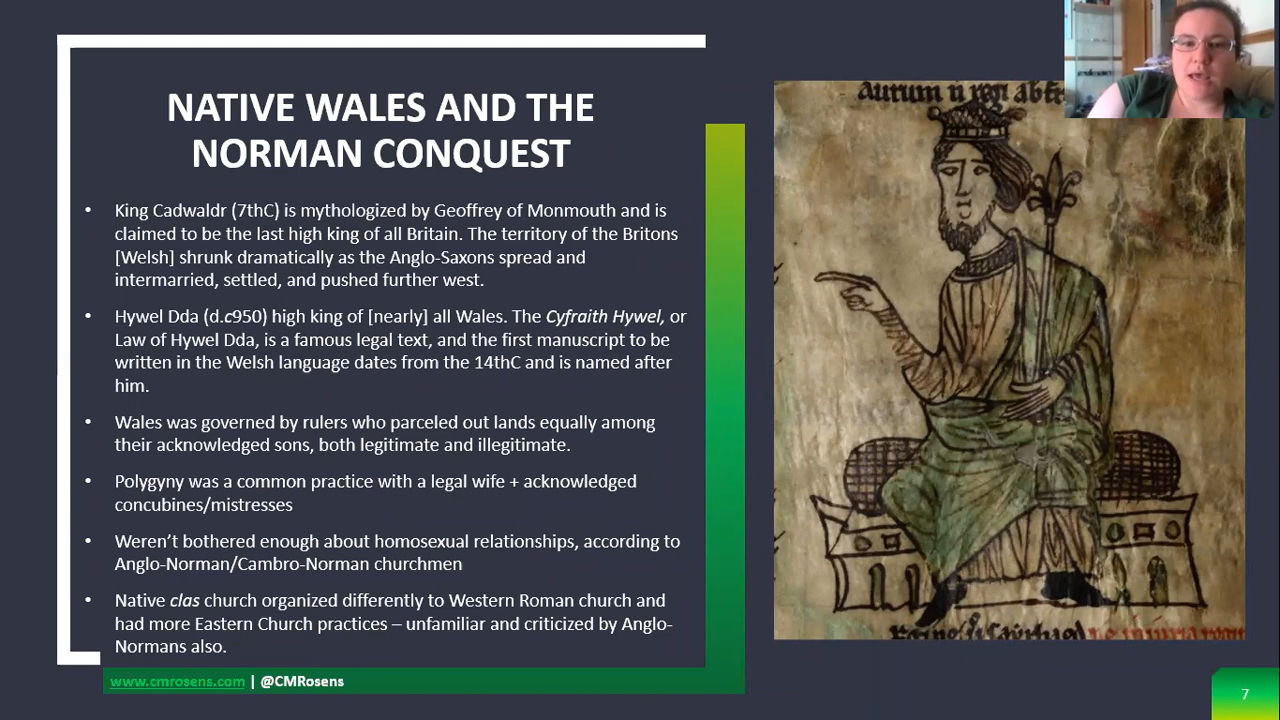 NATIVE WALES AND THE
NORMAN CONQUEST
• King Cadwaldr (7thC) is mythologized by Geoffrey of Monmouth and is
claimed to be the last high king of all Britain. The territory of the Britons
[Welsh] shrunk dramatically as the Anglo-Saxons spread and
intermarried, settled, and pushed further west.
• Hywel Dda (d.c950) high king of [nearly] all Wales. The Cyfraith Hywel, or
Law of Hywel Dda, is a famous legal text, and the first manuscript to be
written in the Welsh language dates from the 14thC and is named after
him.
• Wales was governed by rulers who parceled out lands equally among
their acknowledged sons, both legitimate and illegitimate.
• Polygyny was a common practice with a legal wife + acknowledged
concubines/mistresses
• Weren’t bothered enough about homosexual relationships, according to
Anglo-Norman/Cambro-Norman churchmen
• Native clas church organized differently to Western Roman church and
had more Eastern Church practices – unfamiliar and criticized by Anglo-
Normans also.
www.cmrosens.com | @CMRosens
aurum
7